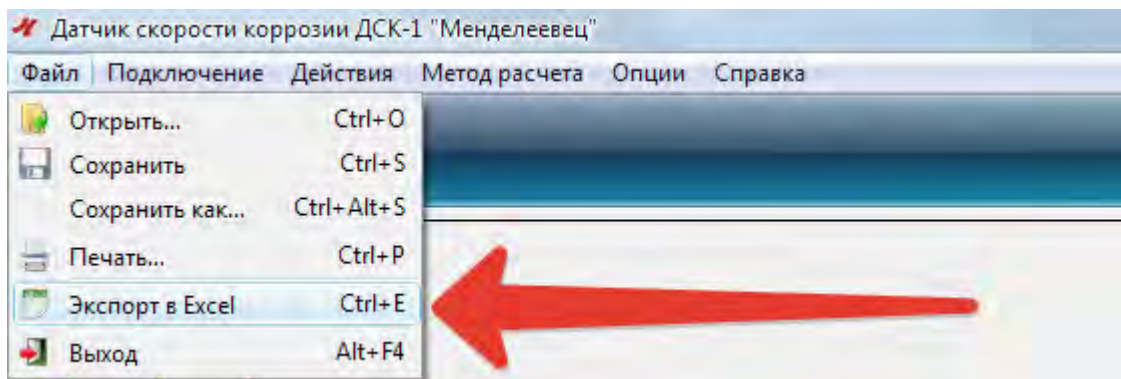 Датчик скорости коррозии ДСК-1 "Менделеевец"
Файл Подключение Действия Метод расчета Опции Справка
Открыть... Ctrl+O
Сохранить Ctrl+S
Сохранить как... Ctrl+Alt+S
Печать... Ctrl+P
Экспорт в Excel Ctrl+E
Выход Alt+F4